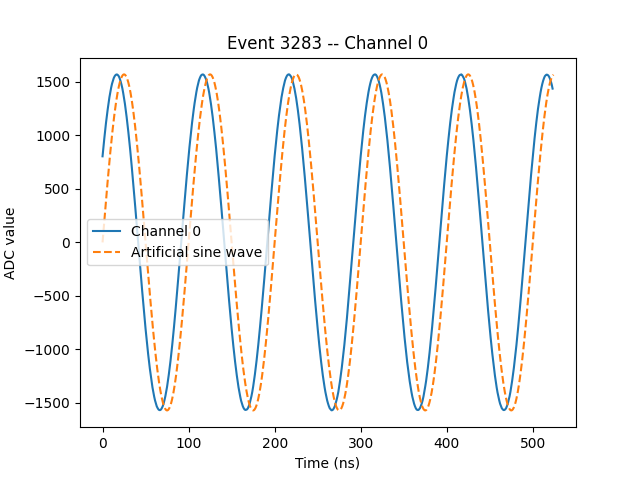 Event 3283 -- Channel 0
ADC value
1500
1000
500
0
−500
−1000
−1500
Channel 0
Artificial sine wave
0 100 200 300 400 500
Time (ns)